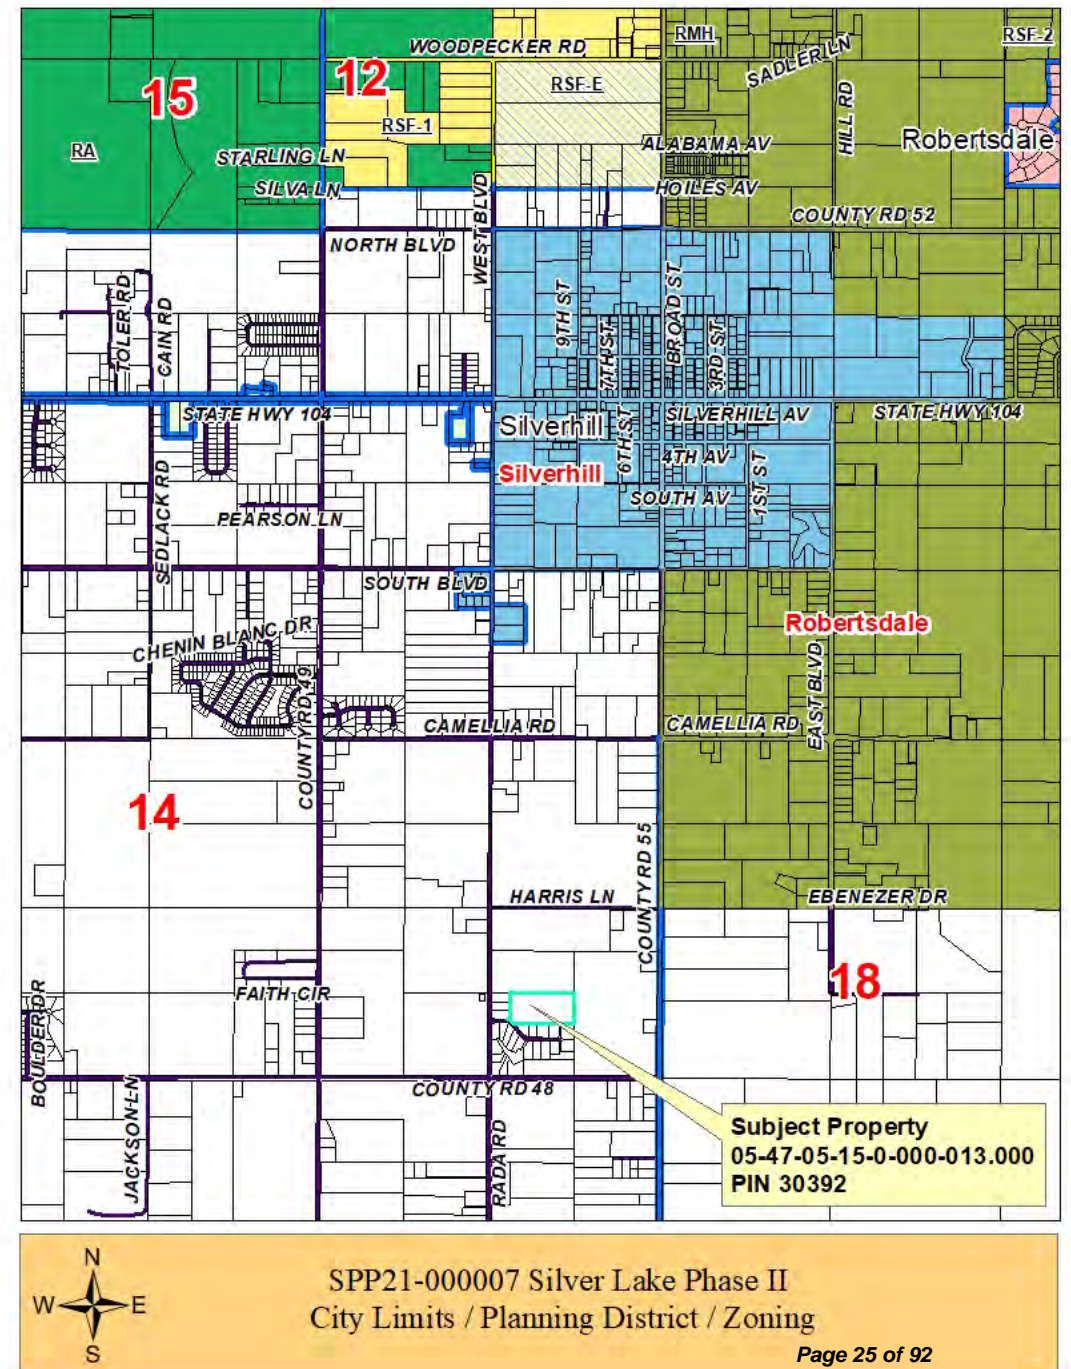 WOODPECKER RD
RMH
RSF-2
SADLER LN
12
15
RSF-E
HILL RD
RSF-1
Robertsdale
ALABAMA AV
RA
STARLING LN
SILVA LN
HOILES AV
WEST BLVD
COUNTY RD 52
NORTH BLVD
TOLER RD
CAIN RD
9TH ST
7TH ST
BROAD ST
3RD ST
STATE HWY 104
SILVERHILL AV
STATE HWY 104
Silverhill
6TH ST
4TH AV
1ST ST
Silverhill
SOUTH AV
SEDLACK RD
PEARSON LN
SOUTH BLVD
CHENIN BLANC DR
Robertsdale
COUNTY RD 49
CAMELLIA RD
CAMELLIA RD
EAST BLVD
14
COUNTY RD 55
HARRIS LN
EBENEZER DR
18
FAITH CIR
BOULDER DR
COUNTY RD 48
JACKSON LN
RADA RD
Subject Property
05-47-05-15-0-000-013.000
PIN 30392
N
W
E
S
SPP21-000007 Silver Lake Phase II
City Limits / Planning District / Zoning
Page 25 of 92